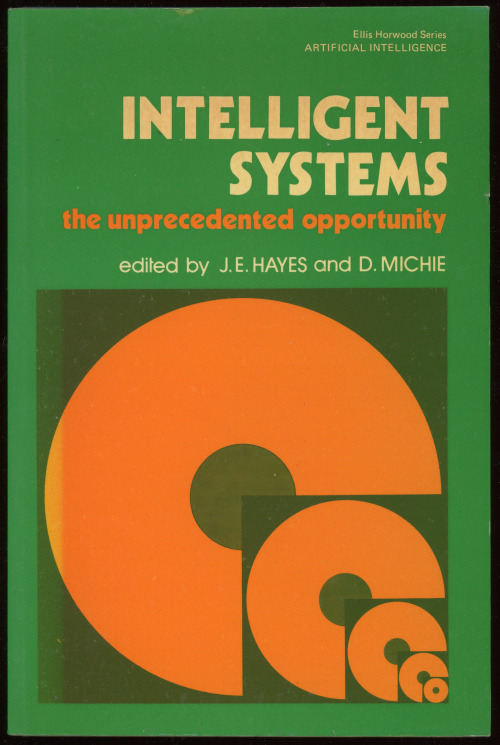 Ellis Horwood Series
ARTIFICIAL INTELLIGENCE
INTELLIGENT
SYSTEMS
the unprecedented opportunity
edited by J.E. HAYES and D. MICHIE